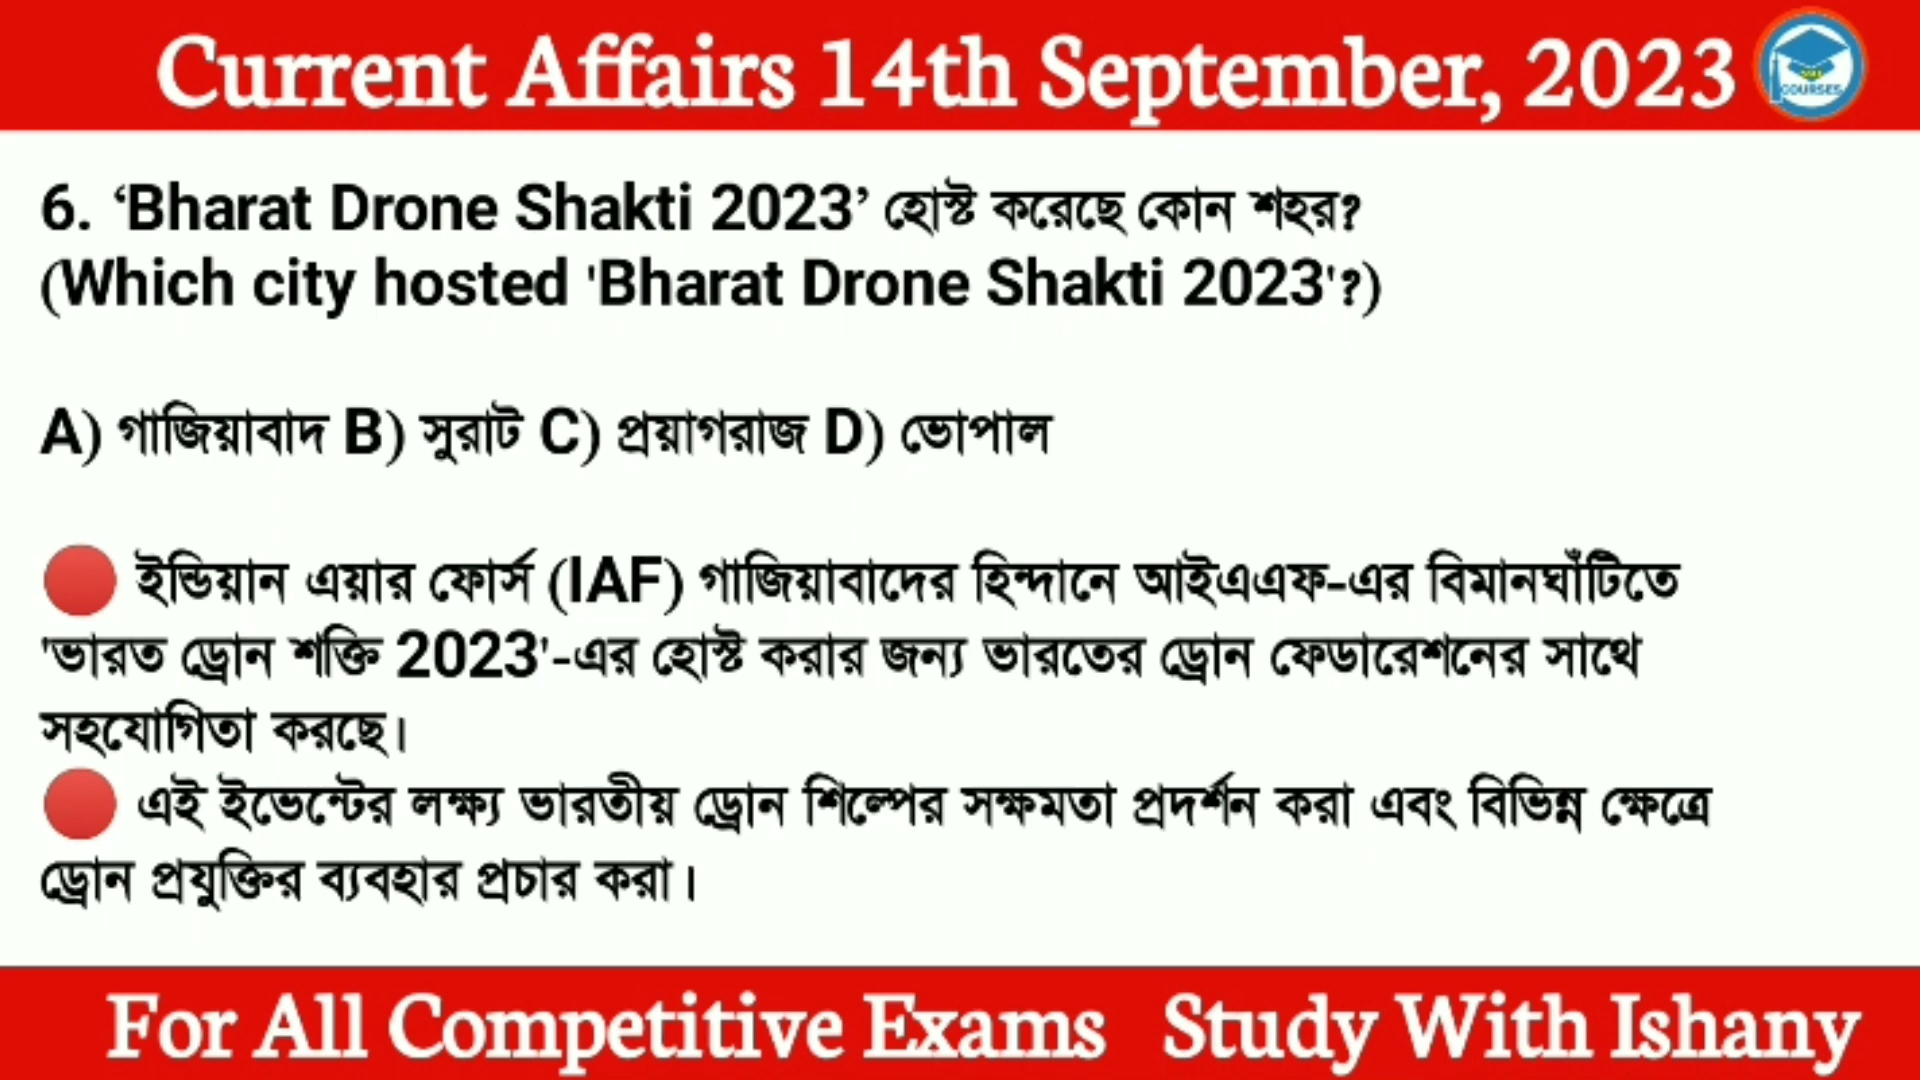 Current Affairs 14th September, 2023
COURSES
6. ‘Bharat Drone Shakti 2023’ হোস্ট করেছে কোন শহর?
(Which city hosted 'Bharat Drone Shakti 2023'?)
A) গাজিয়াবাদ B) সুরাট C) প্রয়াগরাজ D) ভোপাল
ইন্ডিয়ান এয়ার ফোর্স (IAF) গাজিয়াবাদের হিন্দানে আইএএফ-এর বিমানঘাঁটিতে
'ভারত ড্রোন শক্তি 2023'-এর হোস্ট করার জন্য ভারতের ড্রোন ফেডারেশনের সাথে
সহযোগিতা করছে।
এই ইভেন্টের লক্ষ্য ভারতীয় ড্রোন শিল্পের সক্ষমতা প্রদর্শন করা এবং বিভিন্ন ক্ষেত্রে
ড্রোন প্রযুক্তির ব্যবহার প্রচার করা।
For All Competitive Exams Study With Ishany